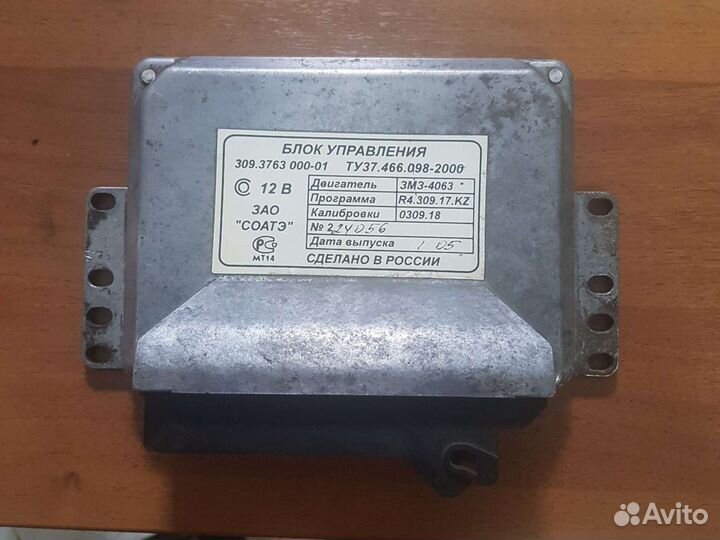 БЛОК УПРАВЛЕНИЯ
309.3763 000-01 ТУ37.466.098-2000
12 В
ЗАО
"СОАТЭ"
МТ14
Двигатель ЗМЗ-4063
Программа R4.309.17.KZ
Калибровки 0309.18
№ 224056
Дата выпуска 1 05
СДЕЛАНО В РОССИИ
Avito